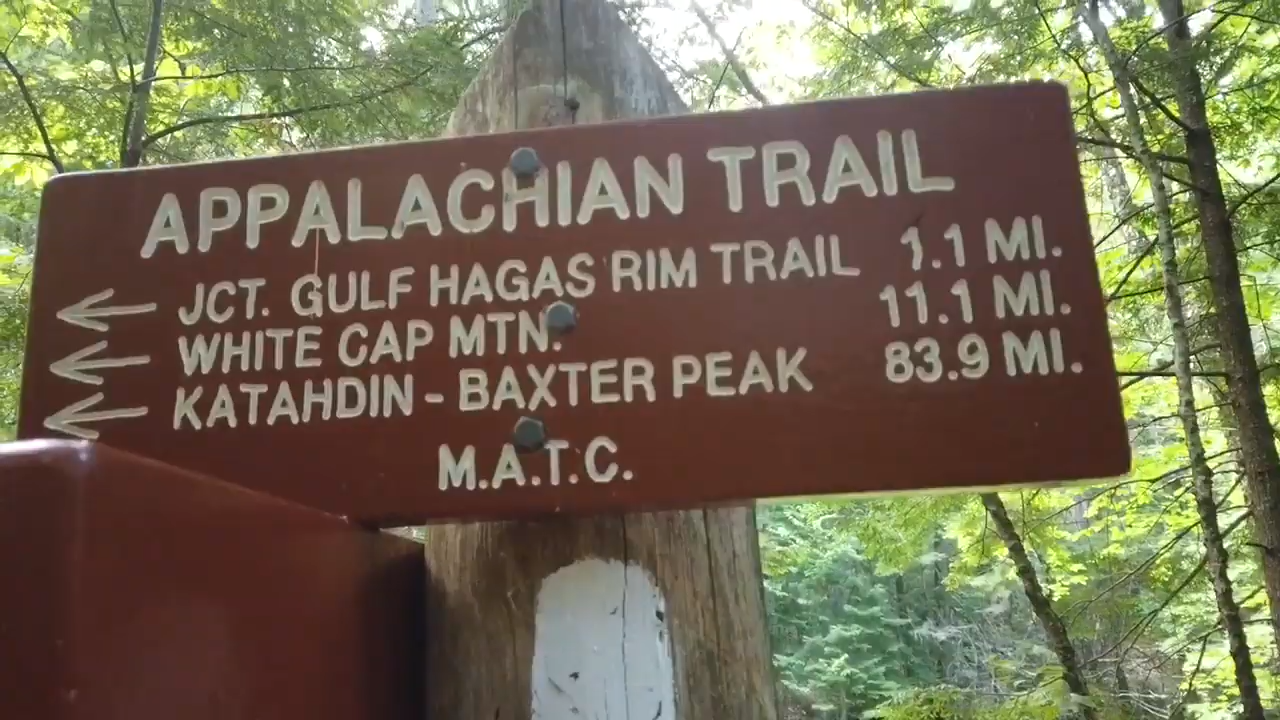 APPALACHIAN TRAIL
JCT. GULF HAGAS RIM TRAIL 1.1 MI.
WHITE CAP MTN. 11.1 MI.
KATAHDIN - BAXTER PEAK 83.9 MI.
M.A.T.C.